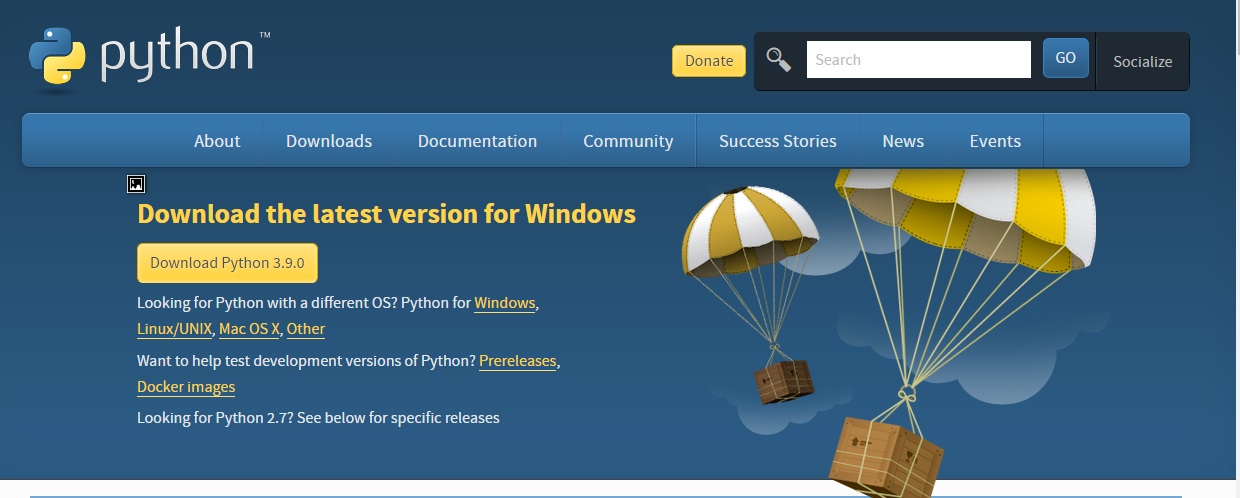 python™
Donate
Search
GO
Socialize
About Downloads Documentation Community Success Stories News Events
Download the latest version for Windows
Download Python 3.9.0
Looking for Python with a different OS? Python for Windows,
Linux/UNIX, Mac OS X, Other
Want to help test development versions of Python? Prereleases,
Docker images
Looking for Python 2.7? See below for specific releases